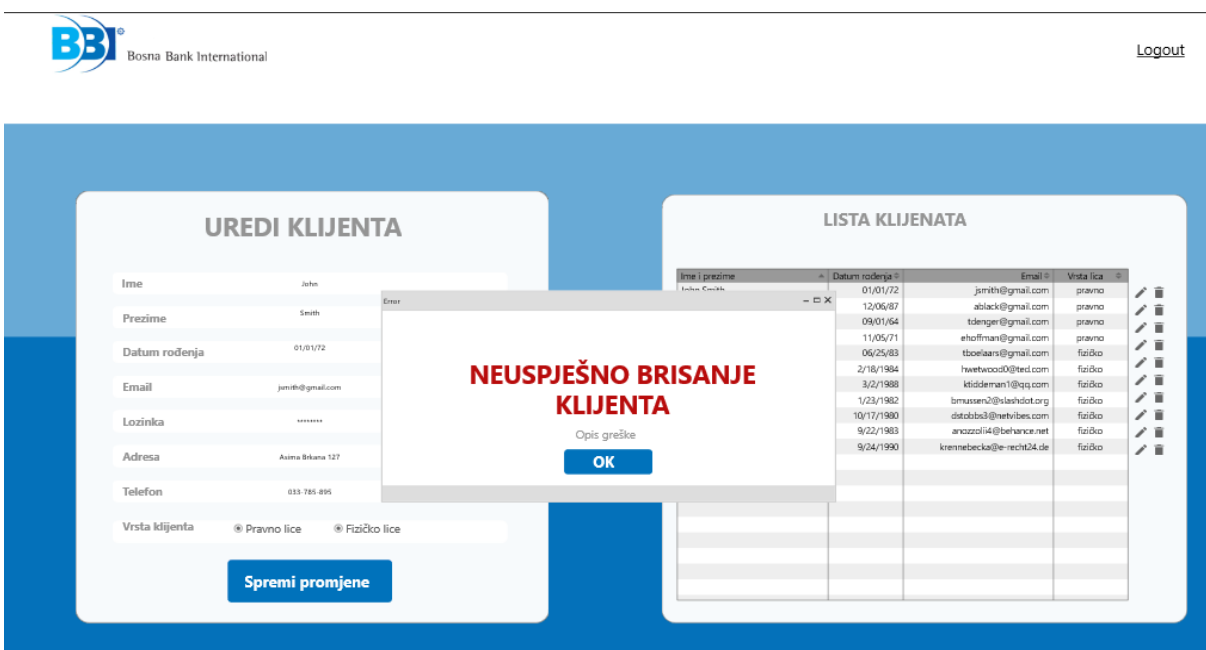 BBI
Bosna Bank International
Logout
UREDI KLIJENTA
Ime John
Prezime Smith
Datum rođenja 01/01/72
Email jsmith@gmail.com
Lozinka ********
Adresa Asima Brkana 127
Telefon 033-785-895
Vrsta klijenta Pravno lice Fizičko lice
Spremi promjene
Error
NEUSPJEŠNO BRISANJE
KLIJENTA
Opis greške
OK
LISTA KLIJENATA
Ime i prezime Datum rođenja Email Vrsta lica
John Smith 01/01/72 jsmith@gmail.com pravno
12/06/87 ablack@gmail.com pravno
09/01/64 tdenger@gmail.com pravno
11/05/71 ehoffman@gmail.com pravno
06/25/83 tboelaars@gmail.com fizičko
2/18/1984 hwetwood0@ted.com fizičko
3/2/1988 ktiddeman1@qq.com fizičko
1/23/1982 bmussen2@slashdot.org fizičko
10/17/1980 dstobbs3@netvibes.com fizičko
9/22/1983 anozzolii4@behance.net fizičko
9/24/1990 krennebecka@e-recht24.de fizičko